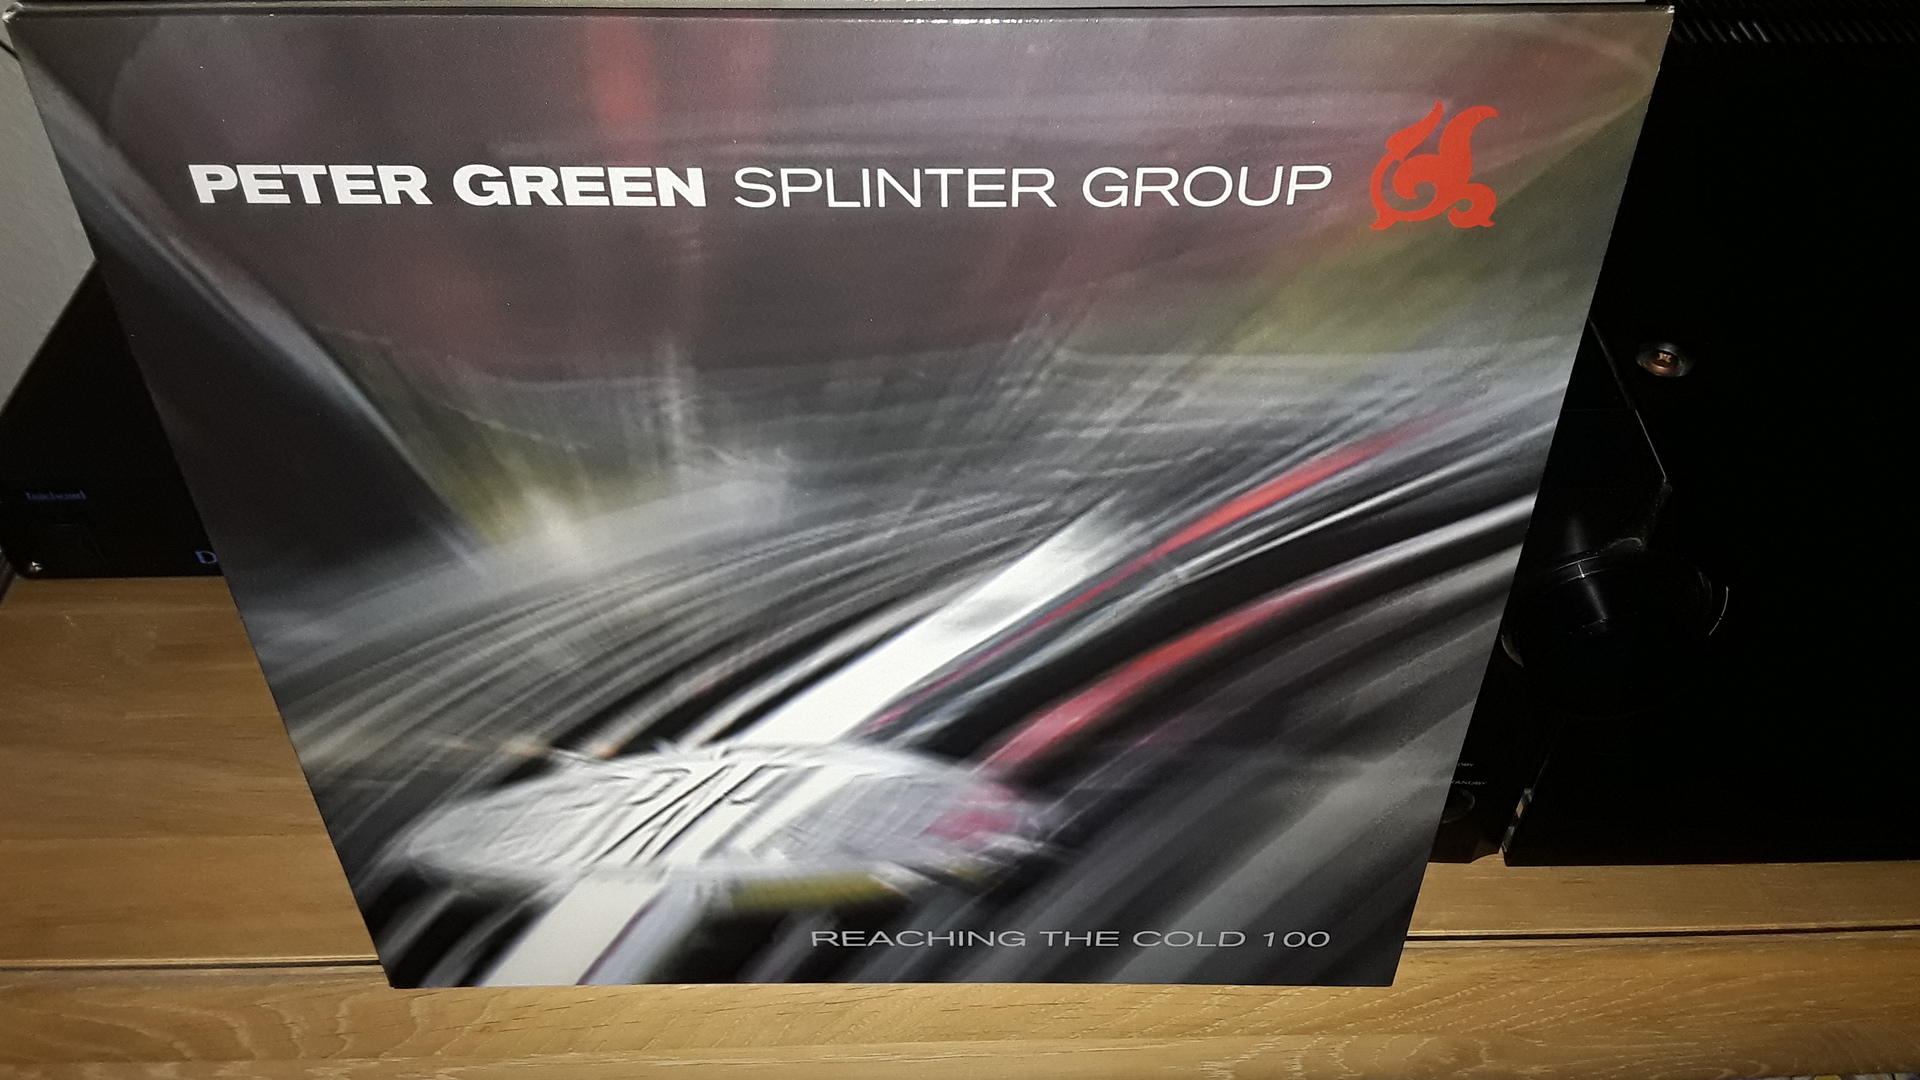 PETER GREEN SPLINTER GROUP
REACHING THE COLD 100